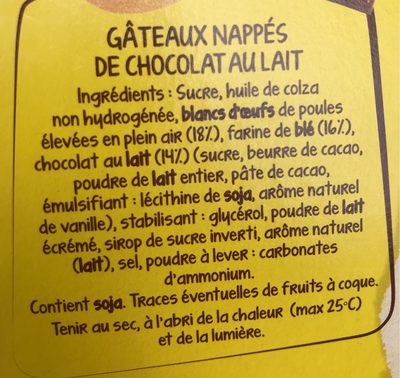 GÂTEAUX NAPPÉS
DE CHOCOLAT AU LAIT
Ingrédients : Sucre, huile de colza
non hydrogénée, blancs d'œufs de poules
élevées en plein air (18%), farine de blé (16%),
chocolat au lait (14%) (sucre, beurre de cacao,
poudre de lait entier, pâte de cacao,
émulsifiant : lécithine de soja, arôme naturel
de vanille), stabilisant : glycérol, poudre de lait
écrémé, sirop de sucre inverti, arôme naturel
(lait), sel, poudre à lever : carbonates
d'ammonium.
Contient soja. Traces éventuelles de fruits à coque.
Tenir au sec, à l'abri de la chaleur (max 25°C)
et de la lumière.